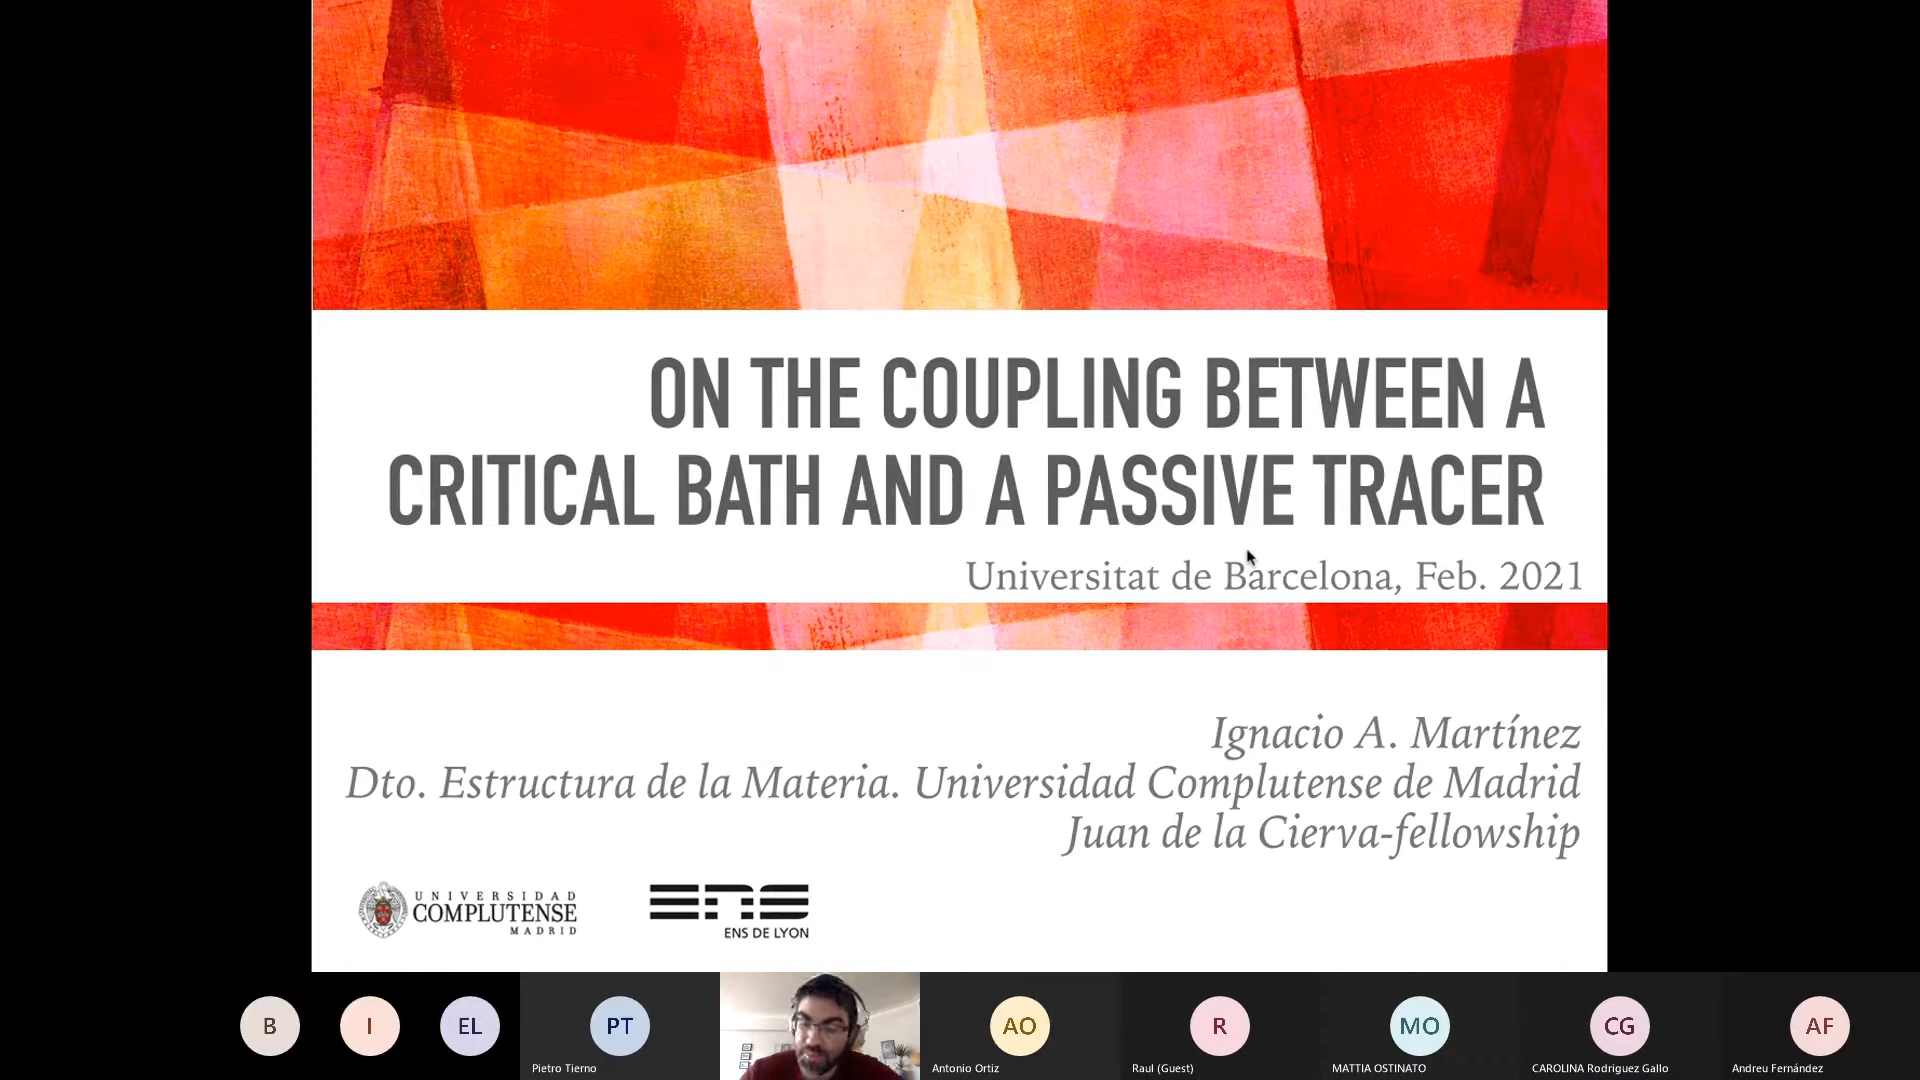 ON THE COUPLING BETWEEN A
CRITICAL BATH AND A PASSIVE TRACER
Universitat de Barcelona, Feb. 2021
Ignacio A. Martínez
Dto. Estructura de la Materia. Universidad Complutense de Madrid
Juan de la Cierva-fellowship
UNIVERSIDAD
COMPLUTENSE
MADRID
ens
ENS DE LYON
B
I
EL
PT
AO
R
MO
CG
AF
Pietro Tierno
Antonio Ortiz
Raul (Guest)
MATTIA OSTINATO
CAROLINA Rodriguez Gallo
Andreu Fernández